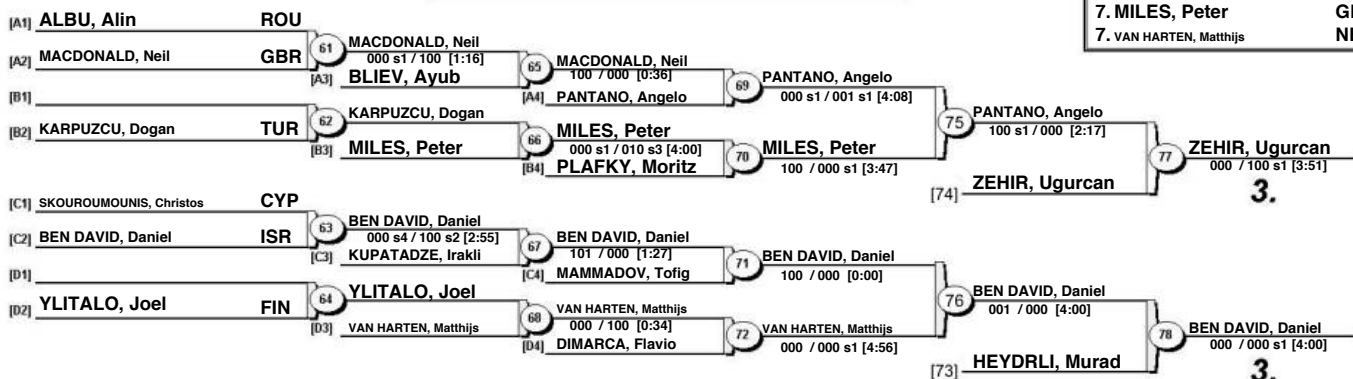 7. MILES, Peter
7. VAN HARTEN, Matthijs
[A1] ALBU, Alin ROU
[A2] MACDONALD, Neil GBR
61
MACDONALD, Neil
000 s1 / 100 [1:16]
[A3] BLIEV, Ayub
65
MACDONALD, Neil
100 / 000 [0:36]
[A4] PANTANO, Angelo
69
PANTANO, Angelo
000 s1 / 001 s1 [4:08]
[B1]
[B2] KARPUZCU, Dogan TUR
62
KARPUZCU, Dogan
[B3] MILES, Peter
66
MILES, Peter
000 s1 / 010 s3 [4:00]
[B4] PLAFKY, Moritz
70
MILES, Peter
100 / 000 s1 [3:47]
75
PANTANO, Angelo
100 s1 / 000 [2:17]
[74] ZEHIR, Ugurcan
77
ZEHIR, Ugurcan
000 / 100 s1 [3:51]
3.
[C1] SKOUROUMOUNIS, Christos CYP
[C2] BEN DAVID, Daniel ISR
63
BEN DAVID, Daniel
000 s4 / 100 s2 [2:55]
[C3] KUPATADZE, Irakli
67
BEN DAVID, Daniel
101 / 000 [1:27]
[C4] MAMMADOV, Tofig
71
BEN DAVID, Daniel
100 / 000 [0:00]
[D1]
[D2] YLITALO, Joel FIN
64
YLITALO, Joel
[D3] VAN HARTEN, Matthijs
68
VAN HARTEN, Matthijs
000 / 100 [0:34]
[D4] DIMARCA, Flavio
72
VAN HARTEN, Matthijs
000 / 000 s1 [4:56]
76
BEN DAVID, Daniel
001 / 000 [4:00]
[73] HEYDRLI, Murad
78
BEN DAVID, Daniel
000 / 000 s1 [4:00]
3.